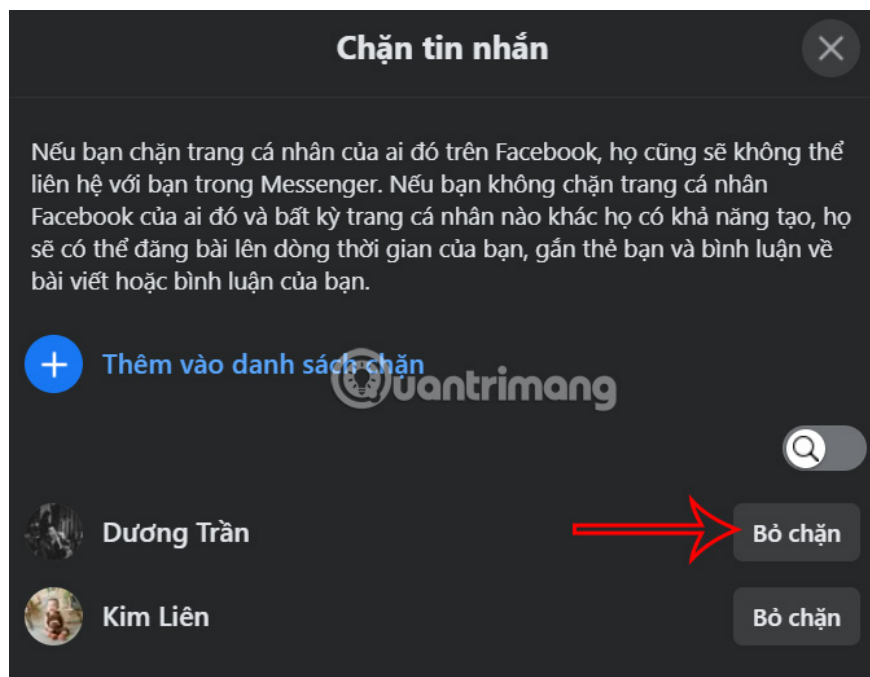 Chặn tin nhắn
Nếu bạn chặn trang cá nhân của ai đó trên Facebook, họ cũng sẽ không thể
liên hệ với bạn trong Messenger. Nếu bạn không chặn trang cá nhân
Facebook của ai đó và bất kỳ trang cá nhân nào khác họ có khả năng tạo, họ
sẽ có thể đăng bài lên dòng thời gian của bạn, gắn thẻ bạn và bình luận về
bài viết hoặc bình luận của bạn.
Thêm vào danh sách chặn
Quantrimang
Dương Trần Bỏ chặn
Kim Liên Bỏ chặn